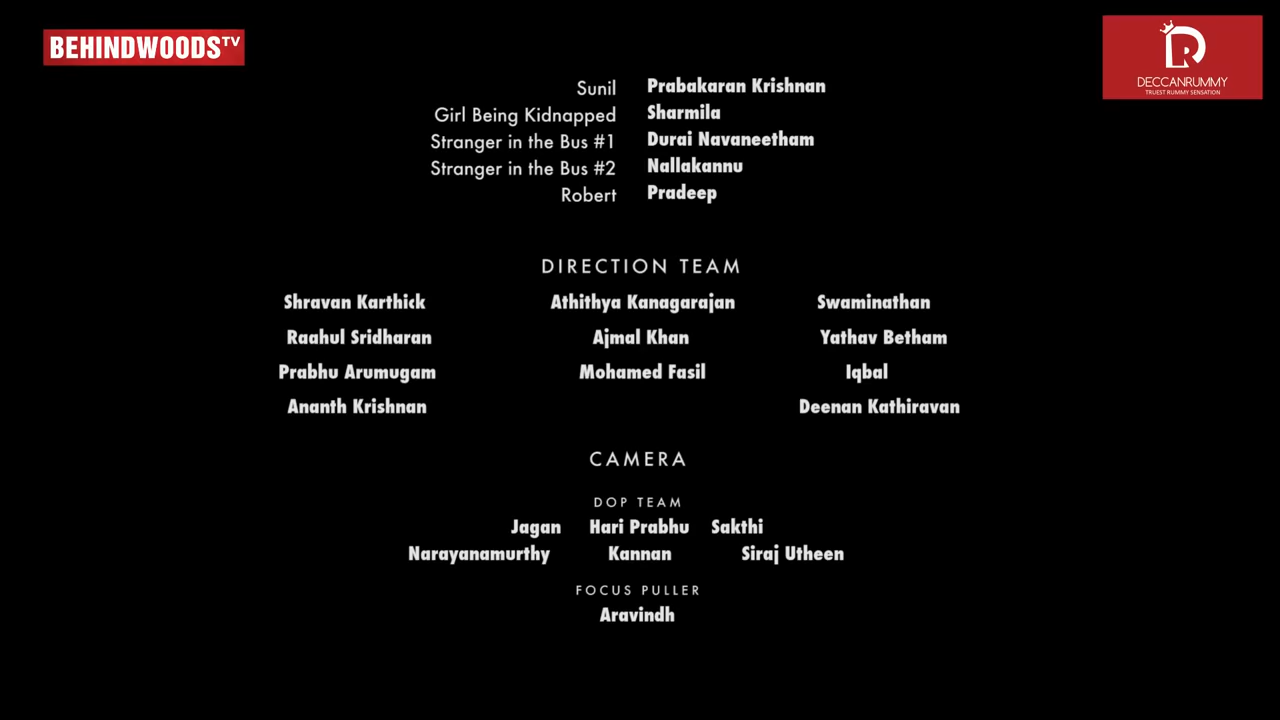 BEHINDWOODS TV
DECCANRUMMY
TRUEST RUMMY SENSATION
Sunil Prabakaran Krishnan
Girl Being Kidnapped Sharmila
Stranger in the Bus #1 Durai Navaneetham
Stranger in the Bus #2 Nallakannu
Robert Pradeep
DIRECTION TEAM
Shravan Karthick Athithya Kanagarajan Swaminathan
Raahul Sridharan Ajmal Khan Yathav Betham
Prabhu Arumugam Mohamed Fasil Iqbal
Ananth Krishnan Deenan Kathiravan
CAMERA
DOP TEAM
Jagan Hari Prabhu Sakthi
Narayanamurthy Kannan Siraj Utheen
FOCUS PULLER
Aravindh